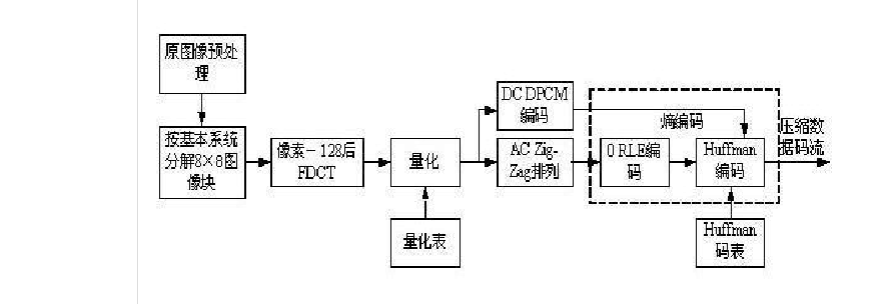 原图像预处
理
按基本系统
分解8×8图
像块
像素-128后
FDCT
量化
量化表
DC DPCM
编码
AC Zig-
Zag排列
熵编码
0 RLE编
码
Huffman
编码
Huffman
码表
压缩数
据码流